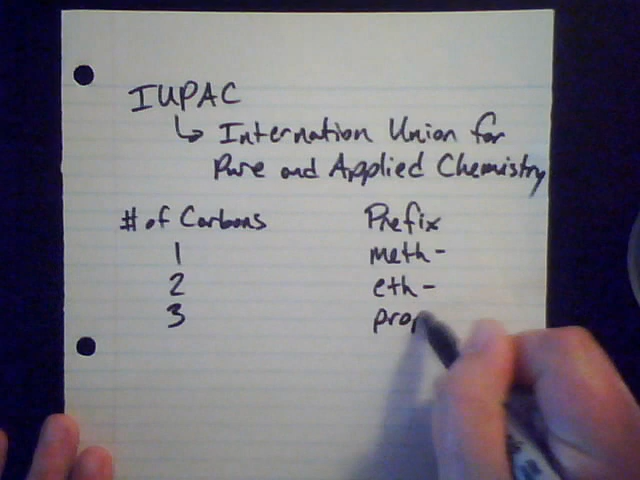 IUPAC
↳ Internation Union for
Pure and Applied Chemistry
# of Carbons Prefix
1 meth-
2 eth-
3 prop